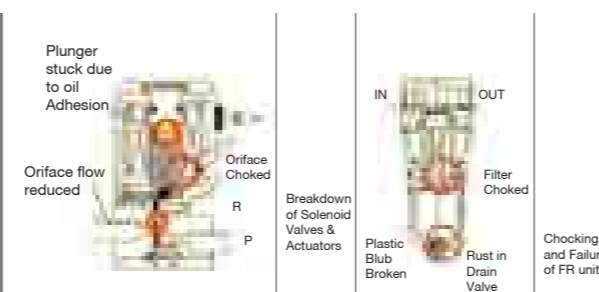 Plunger
stuck due
to oil
Adhesion
Oriface flow
reduced
Oriface
Choked
R
P
Breakdown
of Solenoid
Valves &
Actuators
IN
OUT
Filter
Choked
Plastic
Blub
Broken
Rust in
Drain
Valve
Chocking
and Failur
of FR unit